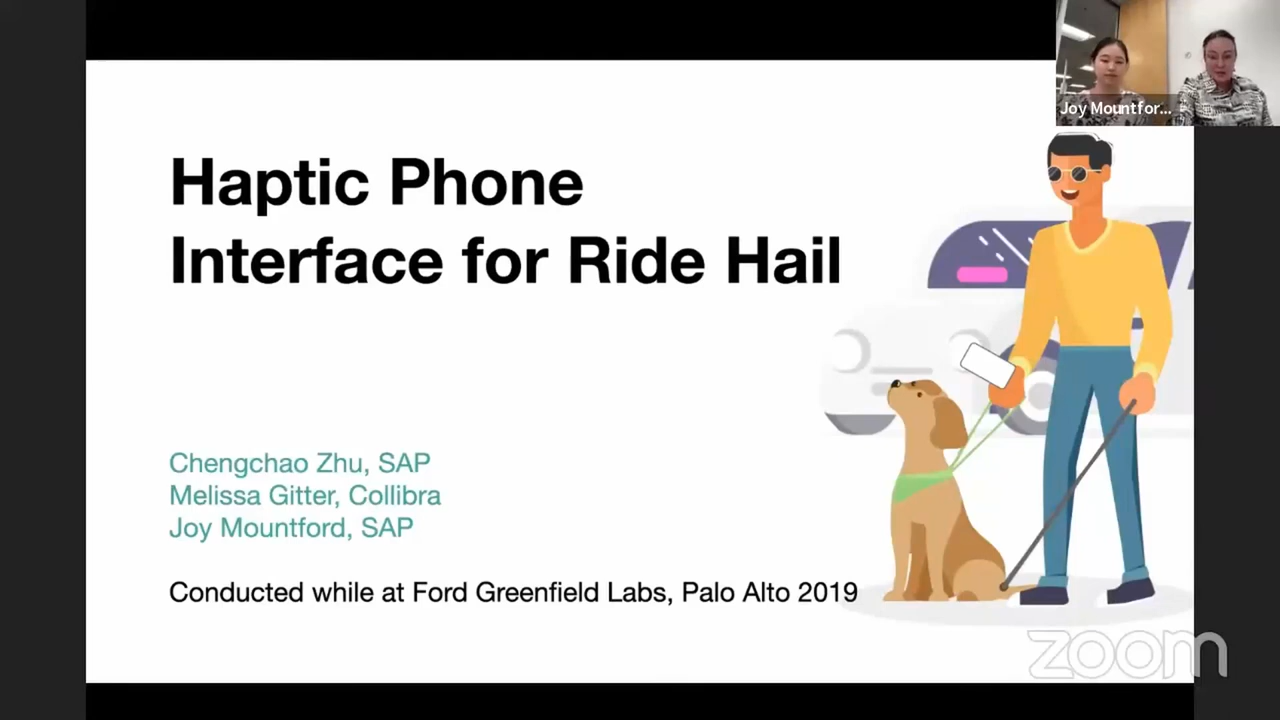 Joy Mountfor...
Haptic Phone
Interface for Ride Hail
Chengchao Zhu, SAP
Melissa Gitter, Collibra
Joy Mountford, SAP
Conducted while at Ford Greenfield Labs, Palo Alto 2019
zoom